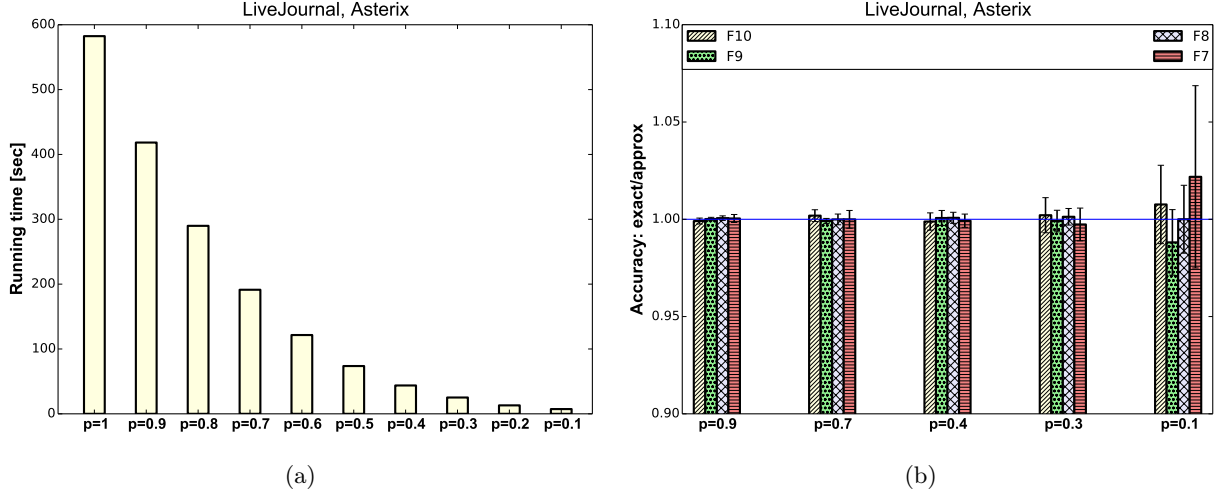 LiveJournal, Asterix
600
500
400
300
200
100
0
Running time [sec]
p=1 p=0.9 p=0.8 p=0.7 p=0.6 p=0.5 p=0.4 p=0.3 p=0.2 p=0.1
(a)
LiveJournal, Asterix
F10 F8
F9 F7
1.10
1.05
1.00
0.95
0.90
Accuracy: exact/approx
p=0.9 p=0.7 p=0.4 p=0.3 p=0.1
(b)